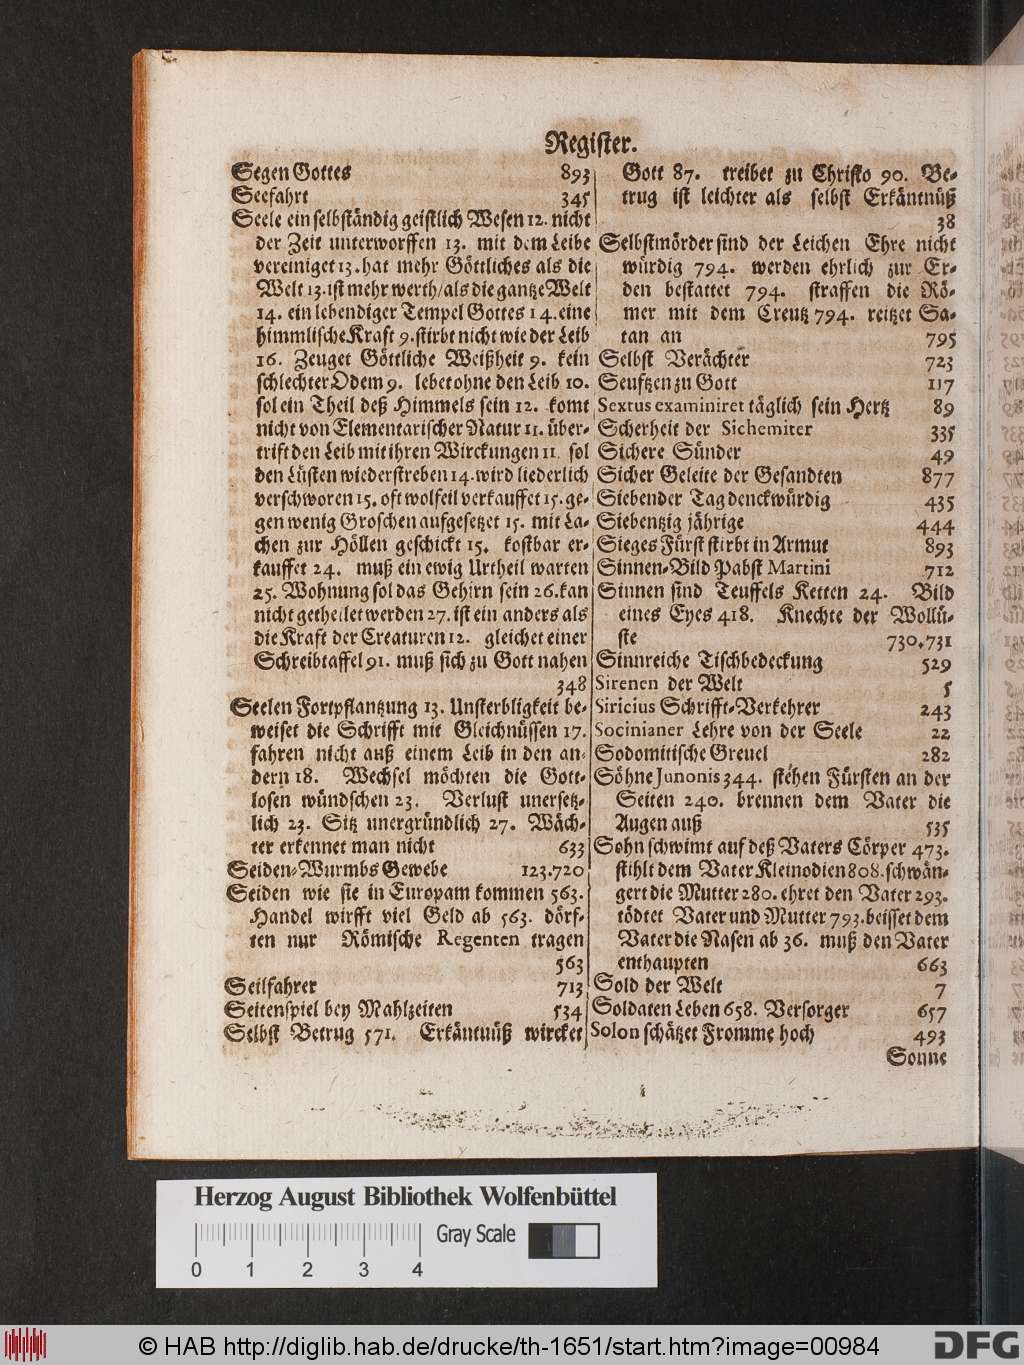 Register.
Segen Gottes 893
Seefahrt 345
Seele ein selbständig geistlich Wesen 12. nicht
der Zeit unterworffen 13. mit dem Leibe
vereiniget 13. hat mehr Göttliches als die
Welt 13. ist mehr werth/als die gantze Welt
14. ein lebendiger Tempel Gottes 14. eine
himmlische Krafft 9. stirbt nicht wie der Leib
16. Zeuget Göttliche Weißheit 9. kein
schlechter Odem 9. lebet ohne den Leib 10.
sol ein Theil deß Himmels sein 12. komt
nicht von Elementarischer Natur 11. über-
trift den Leib mit ihren Wirckungen 11. sol
den Lüsten wiederstreben 14. wird liederlich
verschworen 15. oft wolfeil verkauffet 15. ge-
gen wenig Groschen aufgesetzet 15. mit La-
chen zur Höllen geschickt 15. kostbar er-
kauffet 24. muß ein ewig Urtheil warten
25. Wohnung sol das Gehirn sein 26. kan
nicht getheilet werden 27. ist ein anders als
die Kraft der Creaturen 12. gleichet einer
Schreibtaffel 91. muß sich zu Gott nahen
348
Seelen Fortpflantzung 13. Unsterbligkeit be-
weiset die Schrifft mit Gleichnüssen 17.
fahren nicht auß einem Leib in den an-
dern 18. Wechsel möchten die Gott-
losen wündschen 23. Verlust unersetz-
lich 23. Sitz unergründlich 27. Wäch-
ter erkennet man nicht 633
Seiden-Wurmbs Gewebe 123.720
Seiden wie sie in Europam kommen 563.
Handel wirfft viel Geld ab 563. dörf-
ten nur Römische Regenten tragen
563
Seilfahrer 713
Seitenspiel bey Mahlzeiten 534
Selbst Betrug 571. Erkäntnüß wircket
Gott 87. treibet zu Christo 90. Be-
trug ist leichter als selbst Erkäntnüß
38
Selbstmörder sind der Leichen Ehre nicht
würdig 794. werden ehrlich zur Er-
den bestattet 794. straffen die Rö-
mer mit dem Creutz 794. reitzet Sa-
tan an 795
Selbst Verächter 723
Seuftzen zu Gott 117
Sextus examiniret täglich sein Hertz 89
Scherheit der Sichemiter 335
Sichere Sünder 49
Sicher Geleite der Gesandten 877
Siebender Tag denckwürdig 435
Siebentzig jährige 444
Sieges Fürst stirbt in Armut 893
Sinnen-Bild Pabst Martini 712
Sinnen sind Teuffels Ketten 24. Bild
eines Eyes 418. Knechte der Wollü-
ste 730.731
Sinnreiche Tischbedeckung 529
Sirenen der Welt 5
Siricius Schrifft-Verkehrer 243
Socinianer Lehre von der Seele 22
Sodomitische Greuel 282
Söhne Junonis 344. stehen Fürsten an der
Seiten 240. brennen dem Vater die
Augen auß 535
Sohn schwimt auf deß Vaters Cörper 473.
stihlt dem Vater Kleinodien 808. schwän-
gert die Mutter 280. ehret den Vater 293.
tödtet Vater und Mutter 793. beisset dem
Vater die Nasen ab 36. muß den Vater
enthaupten 663
Sold der Welt 7
Soldaten Leben 658. Versorger 657
Solon schätzet Fromme hoch 493
Sonne
Herzog August Bibliothek Wolfenbüttel
Gray Scale
0 1 2 3 4
© HAB http://diglib.hab.de/drucke/th-1651/start.htm?image=00984
DFG